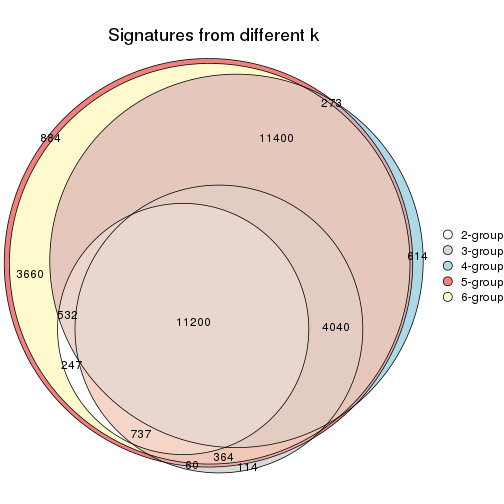 Signatures from different k
273
884
11400
614
3660
532
11200
4040
247
737
364
60
114
2-group
3-group
4-group
5-group
6-group